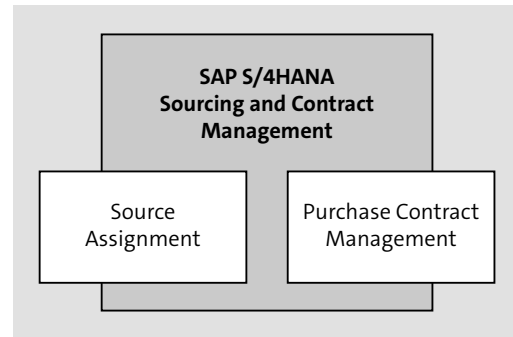 SAP S/4HANA
Sourcing and Contract
Management
Source
Assignment
Purchase Contract
Management